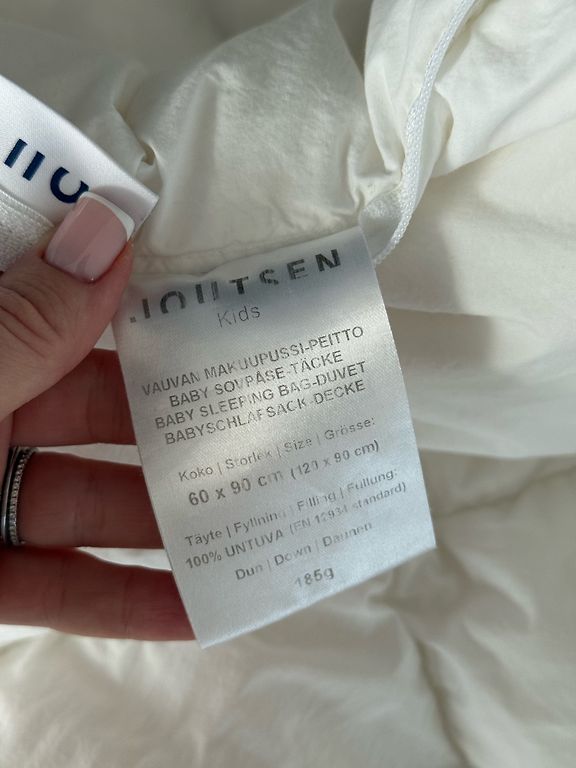 JOUTSEN
Kids
VAUVAN MAKUUPUSSI-PEITTO
BABY SOVPÅSE-TÄCKE
BABY SLEEPING BAG-DUVET
BABYSCHLAFSACK-DECKE
Koko | Storlek | Size | Grösse:
60 x 90 cm (120 x 90 cm)
Täyte | Fyllning | Filling | Füllung:
100% UNTUVA (EN 12934 standard)
Dun | Down | Daunen
185g